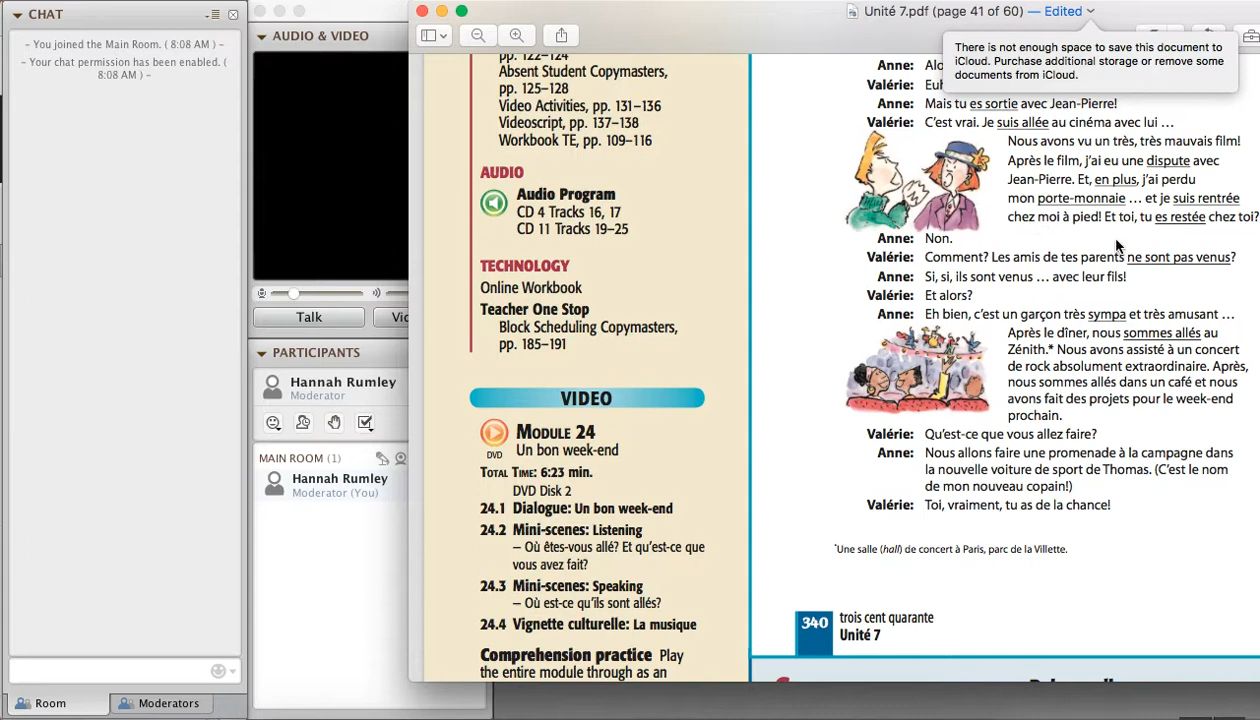 CHAT
– You joined the Main Room. ( 8:08 AM ) –
– Your chat permission has been enabled. (
8:08 AM ) –
Room
Moderators
AUDIO & VIDEO
Talk
PARTICIPANTS
Hannah Rumley
Moderator
MAIN ROOM (1)
Hannah Rumley
Moderator (You)
Unité 7.pdf (page 41 of 60) — Edited
There is not enough space to save this document to
iCloud. Purchase additional storage or remove some
documents from iCloud.
pp. 122–124
Absent Student Copymasters,
pp. 125–128
Video Activities, pp. 131–136
Videoscript, pp. 137–138
Workbook TE, pp. 109–116
AUDIO
Audio Program
CD 4 Tracks 16, 17
CD 11 Tracks 19–25
TECHNOLOGY
Online Workbook
Teacher One Stop
Block Scheduling Copymasters,
pp. 185–191
VIDEO
DVD
MODULE 24
Un bon week-end
TOTAL TIME: 6:23 min.
DVD Disk 2
24.1 Dialogue: Un bon week-end
24.2 Mini-scenes: Listening
– Où êtes-vous allé? Et qu'est-ce que
vous avez fait?
24.3 Mini-scenes: Speaking
– Où est-ce qu'ils sont allés?
24.4 Vignette culturelle: La musique
Comprehension practice Play
the entire module through as an
Anne:
Valérie:
Anne: Mais tu es sortie avec Jean-Pierre!
Valérie: C'est vrai. Je suis allée au cinéma avec lui …
Nous avons vu un très, très mauvais film!
Après le film, j'ai eu une dispute avec
Jean-Pierre. Et, en plus, j'ai perdu
mon porte-monnaie … et je suis rentrée
chez moi à pied! Et toi, tu es restée chez toi?
Anne: Non.
Valérie: Comment? Les amis de tes parents ne sont pas venus?
Anne: Si, si, ils sont venus … avec leur fils!
Valérie: Et alors?
Anne: Eh bien, c'est un garçon très sympa et très amusant …
Après le dîner, nous sommes allés au
Zénith.* Nous avons assisté à un concert
de rock absolument extraordinaire. Après,
nous sommes allés dans un café et nous
avons fait des projets pour le week-end
prochain.
Valérie: Qu'est-ce que vous allez faire?
Anne: Nous allons faire une promenade à la campagne dans
la nouvelle voiture de sport de Thomas. (C'est le nom
de mon nouveau copain!)
Valérie: Toi, vraiment, tu as de la chance!
*Une salle (hall) de concert à Paris, parc de la Villette.
340
trois cent quarante
Unité 7